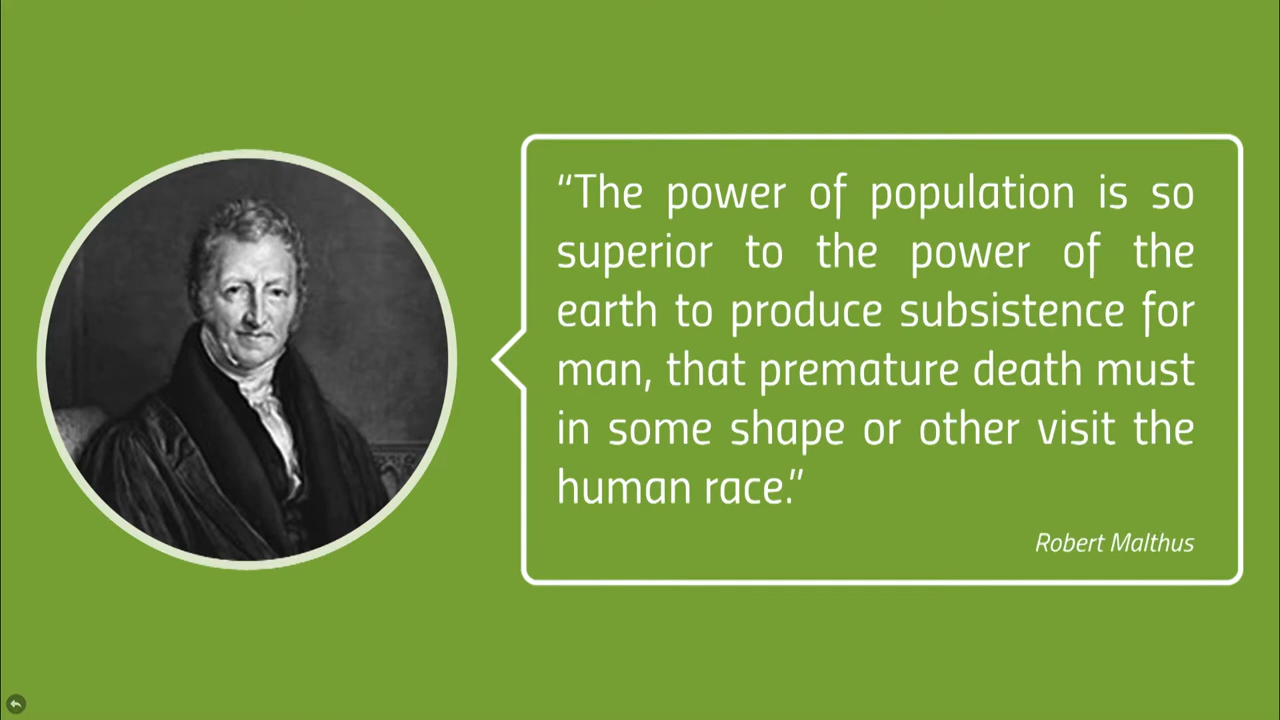 “The power of population is so
superior to the power of the
earth to produce subsistence for
man, that premature death must
in some shape or other visit the
human race.”
Robert Malthus